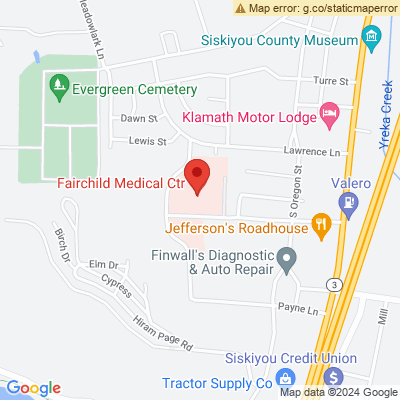 Map error: g.co/staticmaperror
Siskiyou County Museum
Meadowlark Ln
Turre St
Evergreen Cemetery
Dawn St
Klamath Motor Lodge
Yreka Creek
Lewis St
Lawrence Ln
Fairchild Medical Ctr
S Oregon St
Valero
Jefferson's Roadhouse
Birch Dr
Finwall's Diagnostic
& Auto Repair
Elm Dr
Cypress
3
Payne Ln
Mill
Hiram Page Rd
Siskiyou Credit Union
Tractor Supply Co
Google
Map data ©2024 Google